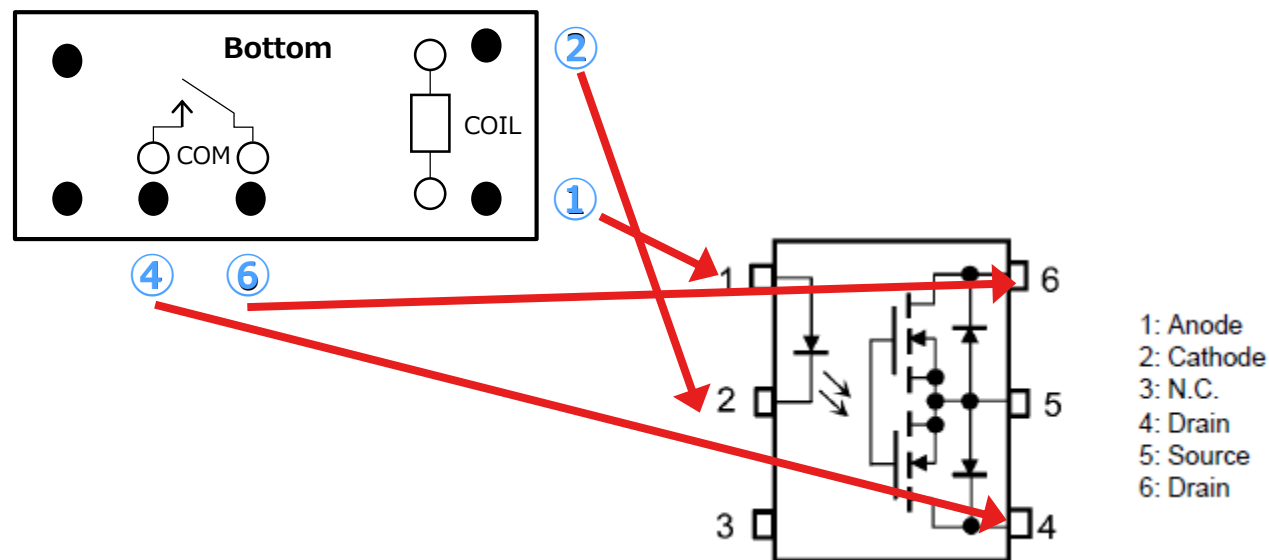 Bottom
②
COIL
COM
①
④ ⑥
1
6
1: Anode
2: Cathode
3: N.C.
4: Drain
5: Source
6: Drain
2
5
3
4